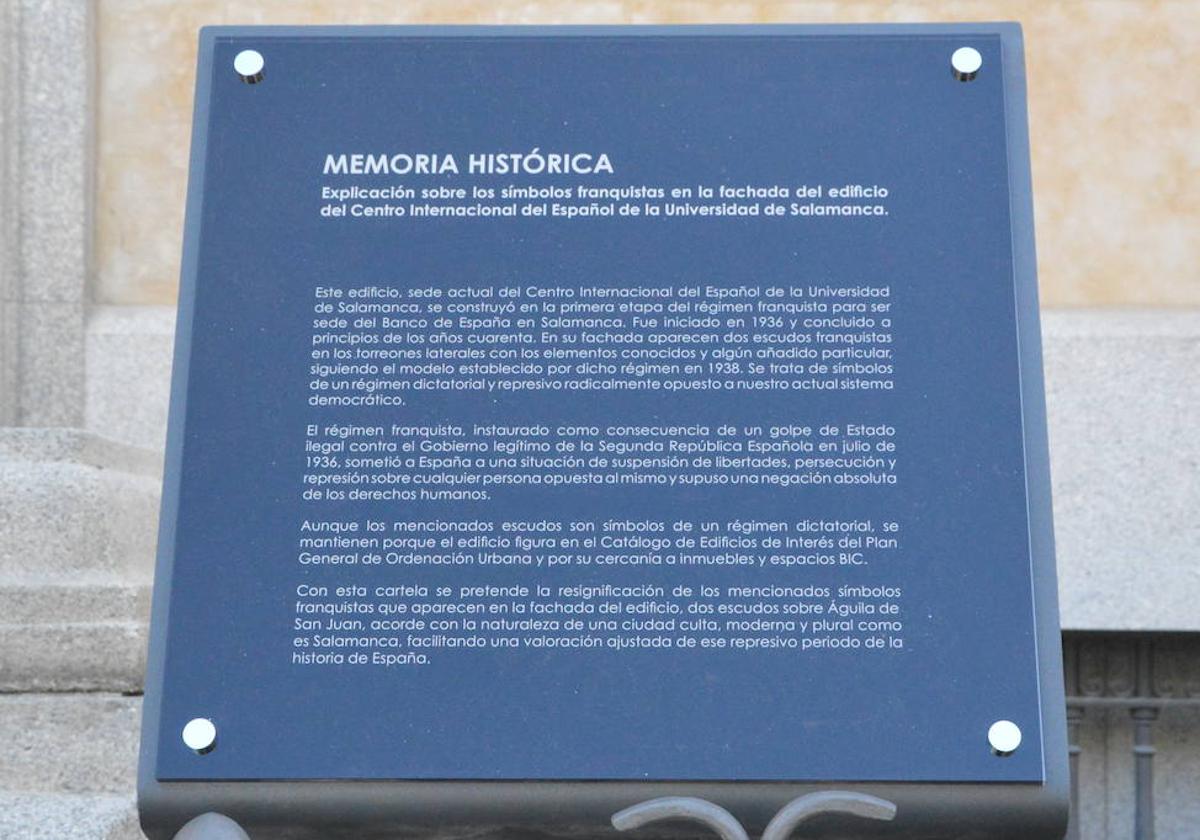 MEMORIA HISTÓRICA
Explicación sobre los símbolos franquistas en la fachada del edificio
del Centro Internacional del Español de la Universidad de Salamanca.
Este edificio, sede actual del Centro Internacional del Español de la Universidad
de Salamanca, se construyó en la primera etapa del régimen franquista para ser
sede del Banco de España en Salamanca. Fue iniciado en 1936 y concluido a
principios de los años cuarenta. En su fachada aparecen dos escudos franquistas
en los torreones laterales con los elementos conocidos y algún añadido particular,
siguiendo el modelo establecido por dicho régimen en 1938. Se trata de símbolos
de un régimen dictatorial y represivo radicalmente opuesto a nuestro actual sistema
democrático.
El régimen franquista, instaurado como consecuencia de un golpe de Estado
ilegal contra el Gobierno legítimo de la Segunda República Española en julio de
1936, sometió a España a una situación de suspensión de libertades, persecución y
represión sobre cualquier persona opuesta al mismo y supuso una negación absoluta
de los derechos humanos.
Aunque los mencionados escudos son símbolos de un régimen dictatorial, se
mantienen porque el edificio figura en el Catálogo de Edificios de Interés del Plan
General de Ordenación Urbana y por su cercanía a inmuebles y espacios BIC.
Con esta cartela se pretende la resignificación de los mencionados símbolos
franquistas que aparecen en la fachada del edificio, dos escudos sobre Águila de
San Juan, acorde con la naturaleza de una ciudad culta, moderna y plural como
es Salamanca, facilitando una valoración ajustada de ese represivo periodo de la
historia de España.